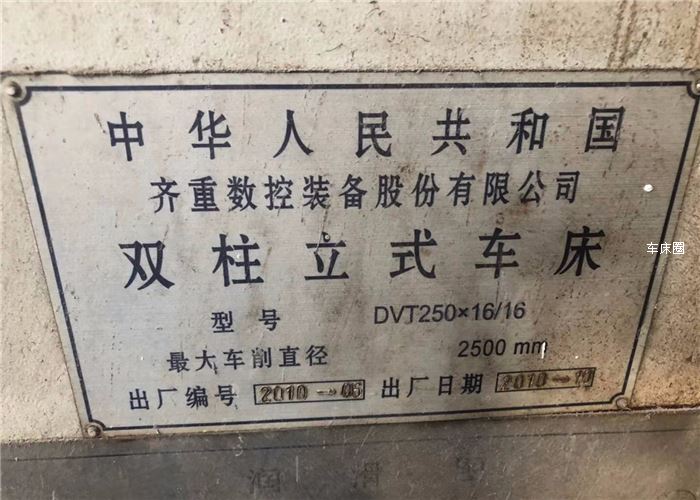 中华人民共和国
齐重数控装备股份有限公司
双柱立式车床
型号 DVT250×16/16
最大车削直径 2500 mm
出厂编号 2010-06 出厂日期 2010-10
车床圈